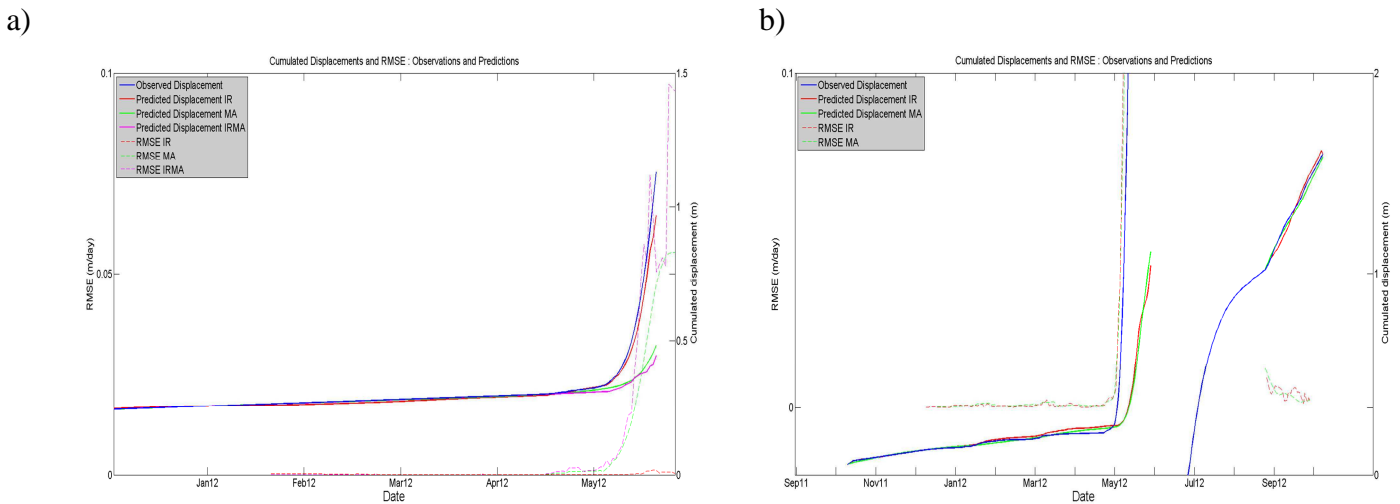 a)
Cumulated Displacements and RMSE : Observations and Predictions
Observed Displacement
Predicted Displacement IR
Predicted Displacement MA
Predicted Displacement IRMA
RMSE IR
RMSE MA
RMSE IRMA
0.1
0.05
0
RMSE (m/day)
1.5
1
0.5
0
Cumulated displacement (m)
Jan12
Feb12
Mar12
Apr12
May12
Date
b)
Cumulated Displacements and RMSE : Observations and Predictions
Observed Displacement
Predicted Displacement IR
Predicted Displacement MA
RMSE IR
RMSE MA
0.1
0
RMSE (m/day)
2
1
0
Cumulated displacement (m)
Sep11
Nov11
Jan12
Mar12
May12
Jul12
Sep12
Date